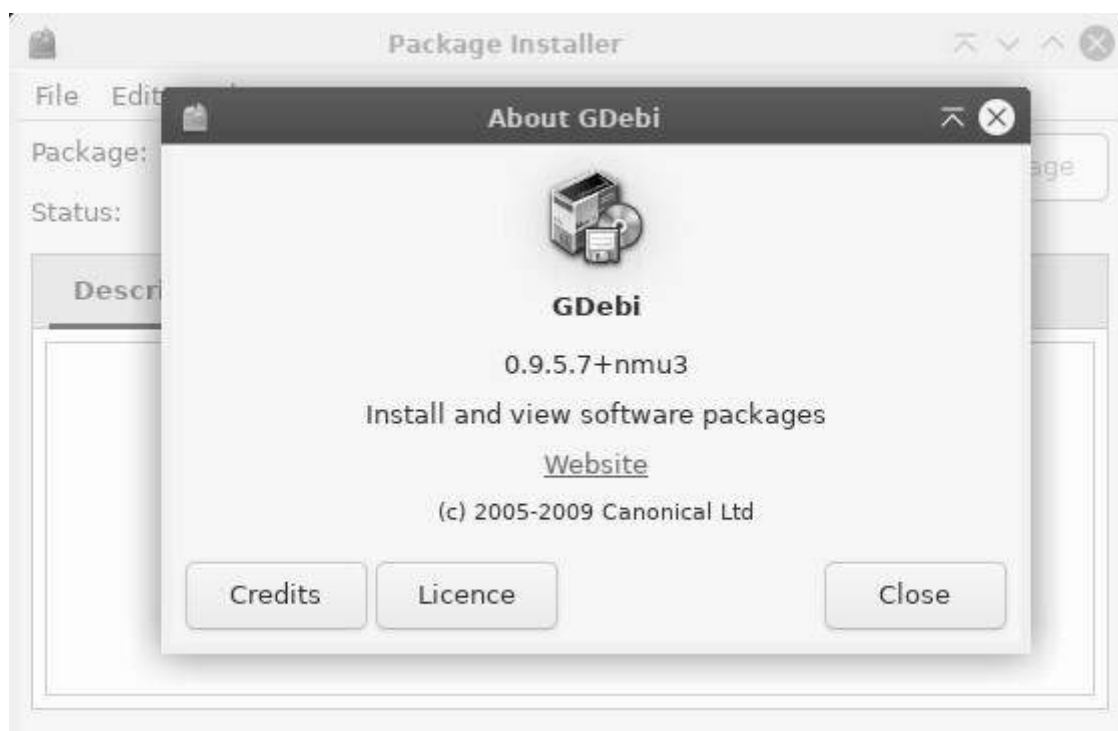 Package Installer
File Edit
About GDebi
Package:
Status:
GDebi
0.9.5.7+nmu3
Install and view software packages
Website
(c) 2005-2009 Canonical Ltd
Credits Licence Close